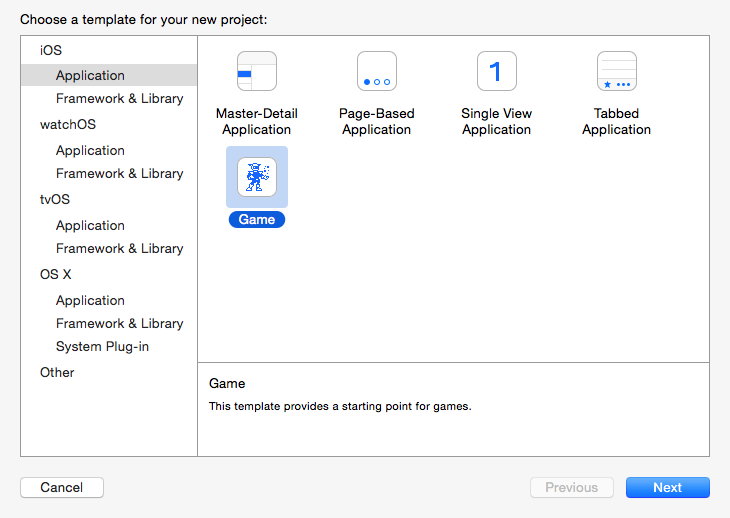 Choose a template for your new project:
iOS
Application
Framework & Library
watchOS
Application
Framework & Library
tvOS
Application
Framework & Library
OS X
Application
Framework & Library
System Plug-in
Other
Master-Detail
Application
Page-Based
Application
1
Single View
Application
Tabbed
Application
Game
Game
This template provides a starting point for games.
Cancel
Previous
Next